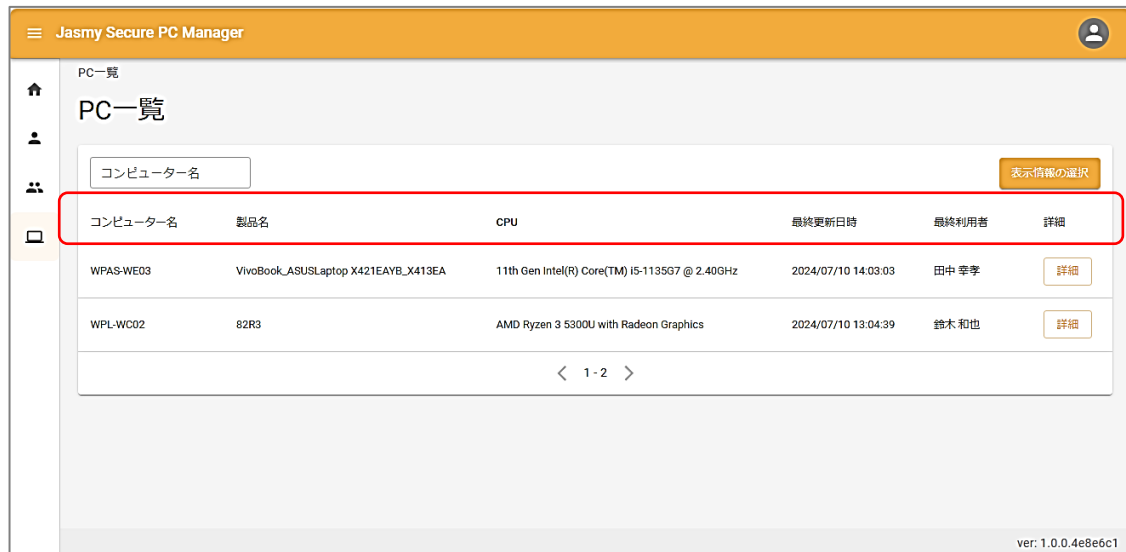 Jasmy Secure PC Manager
PC一覧
PC一覧
コンピューター名
表示情報の選択
コンピューター名 製品名 CPU 最終更新日時 最終利用者 詳細
WPAS-WE03 VivoBook_ASUSLaptop X421EAYB_X413EA 11th Gen Intel(R) Core(TM) i5-1135G7 @ 2.40GHz 2024/07/10 14:03:03 田中 幸孝 詳細
WPL-WC02 82R3 AMD Ryzen 3 5300U with Radeon Graphics 2024/07/10 13:04:39 鈴木 和也 詳細
1 - 2
ver: 1.0.0.4e8e6c1